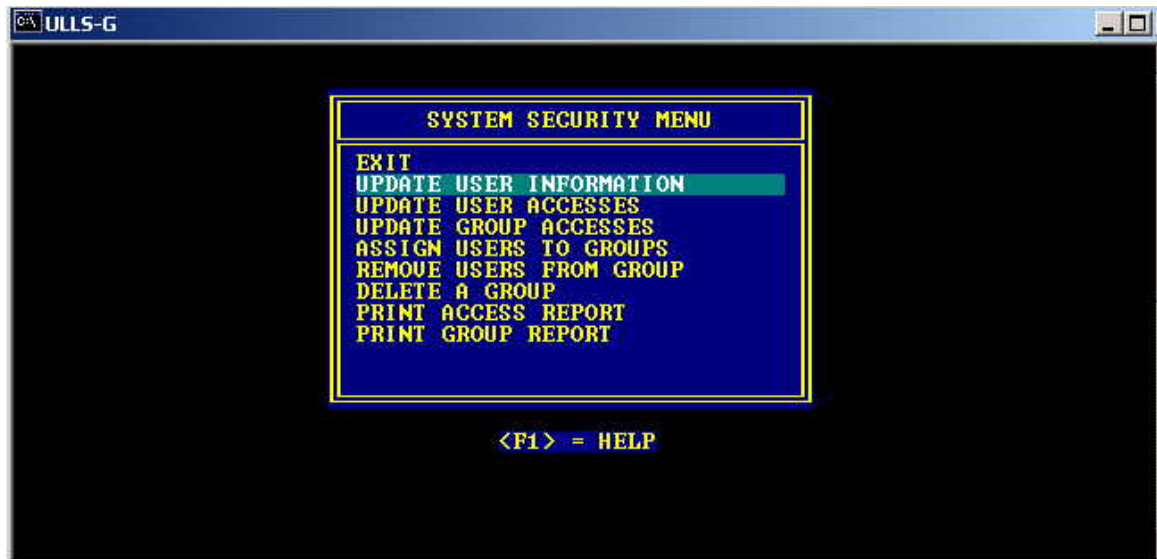 ULLS-G
SYSTEM SECURITY MENU
EXIT
UPDATE USER INFORMATION
UPDATE USER ACCESSES
UPDATE GROUP ACCESSES
ASSIGN USERS TO GROUPS
REMOVE USERS FROM GROUP
DELETE A GROUP
PRINT ACCESS REPORT
PRINT GROUP REPORT
<F1> = HELP